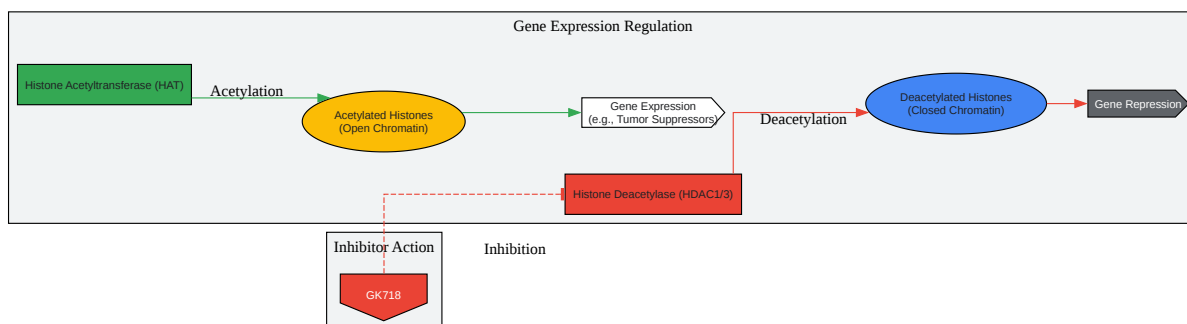 Gene Expression Regulation
Histone Acetyltransferase (HAT)
Acetylation
Acetylated Histones
(Open Chromatin)
Gene Expression
(e.g., Tumor Suppressors)
Deacetylation
Deacetylated Histones
(Closed Chromatin)
Gene Repression
Histone Deacetylase (HDAC1/3)
Inhibitor Action
Inhibition
GK718